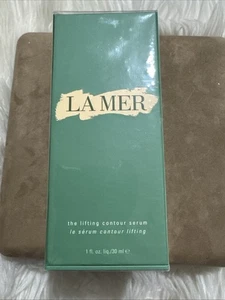 LA MER
the lifting contour serum
le sérum contour lifting
1 fl. oz. liq./30 ml ℮